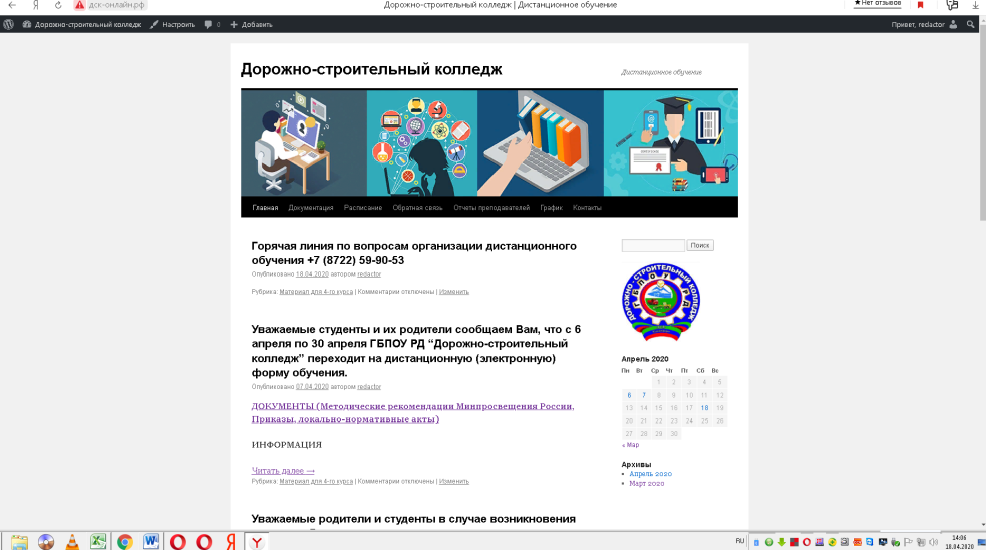 дск-онлайн.рф
Дорожно-строительный колледж | Дистанционное обучение
★Нет отзывов
Дорожно-строительный колледж
Настроить
0
Добавить
Привет, redactor
Дорожно-строительный колледж
Дистанционное обучение
Главная Документация Расписание Обратная связь Отчеты преподавателей График Контакты
Горячая линия по вопросам организации дистанционного
обучения +7 (8722) 59-90-53
Опубликовано 18.04.2020 автором redactor
Рубрика: Материал для 4-го курса | Комментарии отключены | Изменить
Уважаемые студенты и их родители сообщаем Вам, что с 6
апреля по 30 апреля ГБПОУ РД “Дорожно-строительный
колледж” переходит на дистанционную (электронную)
форму обучения.
Опубликовано 07.04.2020 автором redactor
ДОКУМЕНТЫ (Методические рекомендации Минпросвещения России,
Приказы, локально-нормативные акты)
ИНФОРМАЦИЯ
Читать далее →
Рубрика: Материал для 4-го курса | Комментарии отключены | Изменить
Уважаемые родители и студенты в случае возникновения
Поиск
ДОРОЖНО-СТРОИТЕЛЬНЫЙ КОЛЛЕДЖ
ГБПОУ РД
Апрель 2020
Пн Вт Ср Чт Пт Сб Вс
1 2 3 4 5
6 7 8 9 10 11 12
13 14 15 16 17 18 19
20 21 22 23 24 25 26
27 28 29 30
« Мар
Архивы
Апрель 2020
Март 2020
RU
14:06
18.04.2020